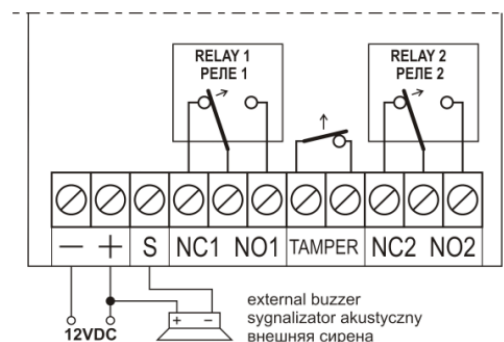 RELAY 1
РЕЛЕ 1
RELAY 2
РЕЛЕ 2
— + S NC1 NO1 TAMPER NC2 NO2
+ −
12VDC
external buzzer
sygnalizator akustyczny
внешняя сирена